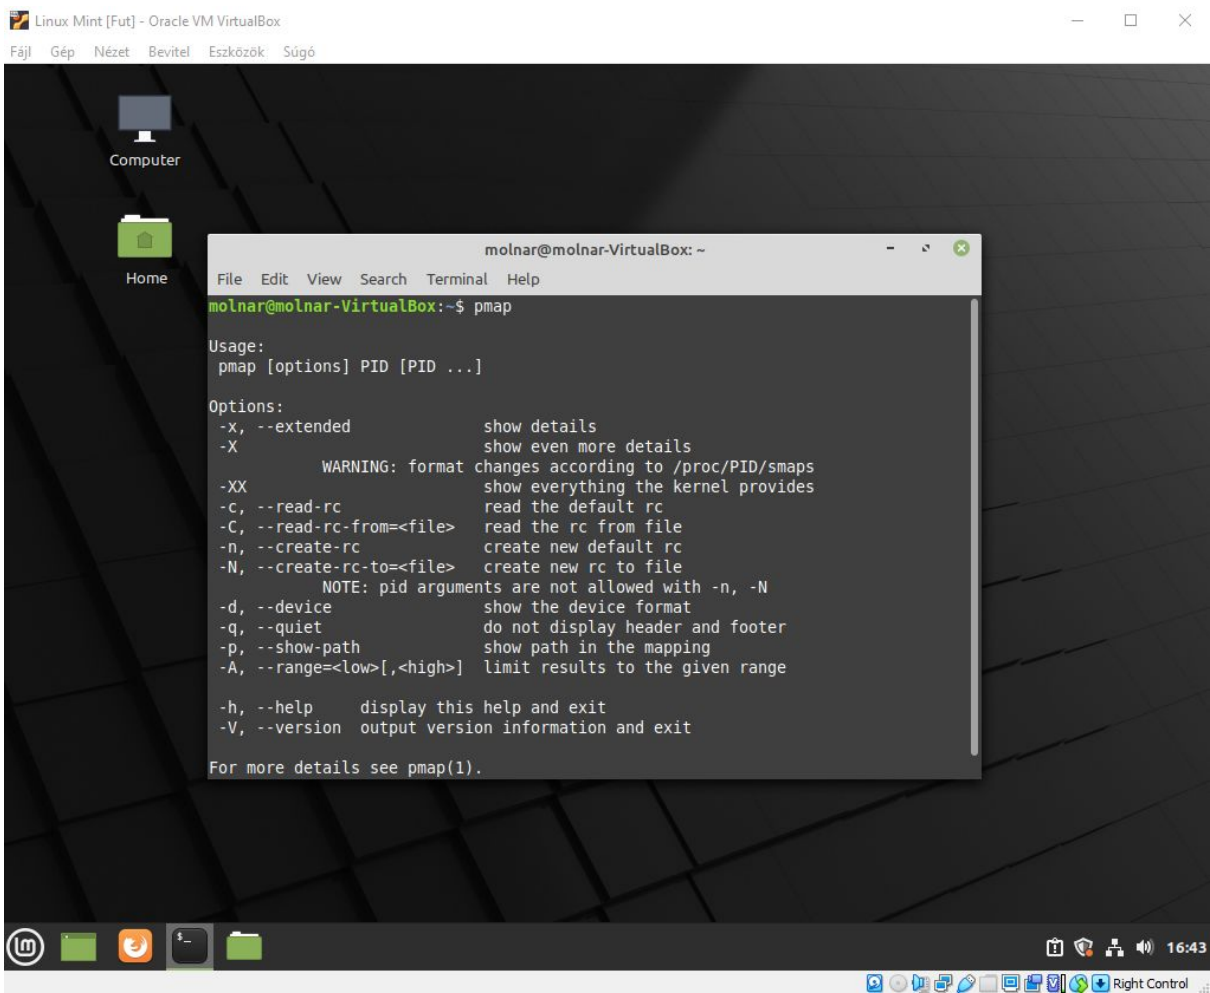 Linux Mint [Fut] - Oracle VM VirtualBox
Fájl Gép Nézet Bevitel Eszközök Súgó
Computer
Home
molnar@molnar-VirtualBox: ~
File Edit View Search Terminal Help
molnar@molnar-VirtualBox:~$ pmap
Usage:
pmap [options] PID [PID ...]
Options:
-x, --extended show details
-X show even more details
WARNING: format changes according to /proc/PID/smaps
-XX show everything the kernel provides
-c, --read-rc read the default rc
-C, --read-rc-from=<file> read the rc from file
-n, --create-rc create new default rc
-N, --create-rc-to=<file> create new rc to file
NOTE: pid arguments are not allowed with -n, -N
-d, --device show the device format
-q, --quiet do not display header and footer
-p, --show-path show path in the mapping
-A, --range=<low>[,<high>] limit results to the given range
-h, --help display this help and exit
-V, --version output version information and exit
For more details see pmap(1).
$_
16:43
Right Control